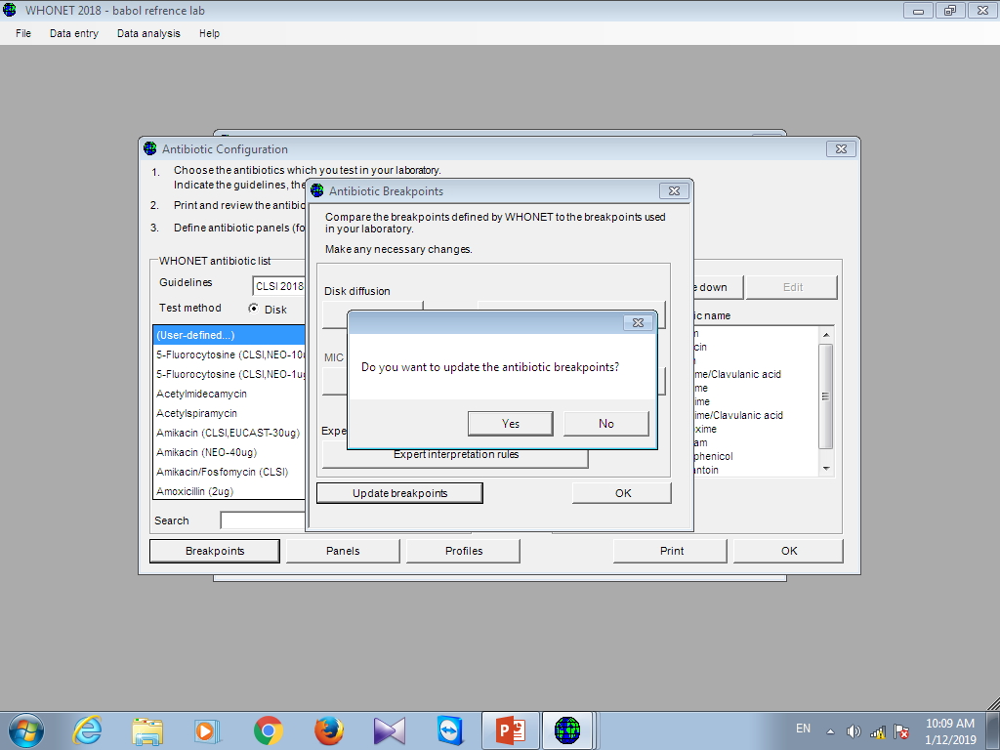 WHONET 2018 - babol refrence lab
File Data entry Data analysis Help
Antibiotic Configuration
1. Choose the antibiotics which you test in your laboratory.
Indicate the guidelines, the
2. Print and review the antibio
3. Define antibiotic panels (fo
WHONET antibiotic list
Guidelines CLSI 2018
Test method Disk
(User-defined...)
5-Fluorocytosine (CLSI,NEO-10u
5-Fluorocytosine (CLSI,NEO-1ug
Acetylmidecamycin
Acetylspiramycin
Amikacin (CLSI,EUCAST-30ug)
Amikacin (NEO-40ug)
Amikacin/Fosfomycin (CLSI)
Amoxicillin (2ug)
Search
Breakpoints Panels Profiles Print OK
Antibiotic Breakpoints
Compare the breakpoints defined by WHONET to the breakpoints used
in your laboratory.
Make any necessary changes.
Disk diffusion
MIC
Expe
Expert interpretation rules
Update breakpoints OK
Do you want to update the antibiotic breakpoints?
Yes No
e down Edit
ic name
n
cin
me/Clavulanic acid
me
ime
me/Clavulanic acid
xime
am
phenicol
antoin
EN
10:09 AM
1/12/2019